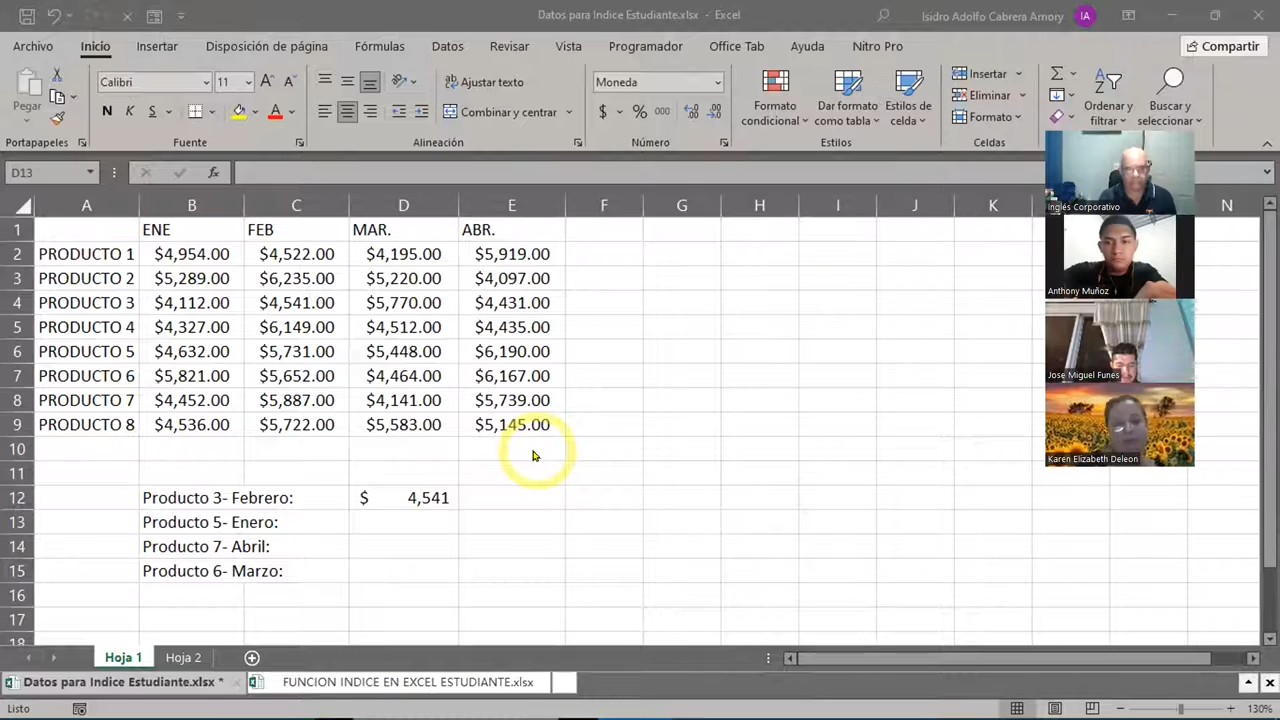 Datos para Indice Estudiante.xlsx - Excel
Isidro Adolfo Cabrera Amory IA
Archivo Inicio Insertar Disposición de página Fórmulas Datos Revisar Vista Programador Office Tab Ayuda Nitro Pro Compartir
Pegar
Calibri 11
N K S
Ajustar texto
Combinar y centrar
Moneda
$ % 000
Formato condicional
Dar formato como tabla
Estilos de celda
Insertar
Eliminar
Formato
Ordenar y filtrar
Buscar y seleccionar
Portapapeles Fuente Alineación Número Estilos Celdas
D13 fx
A B C D E F G H I J K N
1 ENE FEB MAR. ABR.
2 PRODUCTO 1 $4,954.00 $4,522.00 $4,195.00 $5,919.00
3 PRODUCTO 2 $5,289.00 $6,235.00 $5,220.00 $4,097.00
4 PRODUCTO 3 $4,112.00 $4,541.00 $5,770.00 $4,431.00
5 PRODUCTO 4 $4,327.00 $6,149.00 $4,512.00 $4,435.00
6 PRODUCTO 5 $4,632.00 $5,731.00 $5,448.00 $6,190.00
7 PRODUCTO 6 $5,821.00 $5,652.00 $4,464.00 $6,167.00
8 PRODUCTO 7 $4,452.00 $5,887.00 $4,141.00 $5,739.00
9 PRODUCTO 8 $4,536.00 $5,722.00 $5,583.00 $5,145.00
10
11
12 Producto 3- Febrero: $ 4,541
13 Producto 5- Enero:
14 Producto 7- Abril:
15 Producto 6- Marzo:
16
17
18
Inglés Corporativo
Anthony Muñoz
Jose Miguel Funes
Karen Elizabeth Deleon
Hoja 1 Hoja 2
Datos para Indice Estudiante.xlsx * FUNCION INDICE EN EXCEL ESTUDIANTE.xlsx
Listo 130%